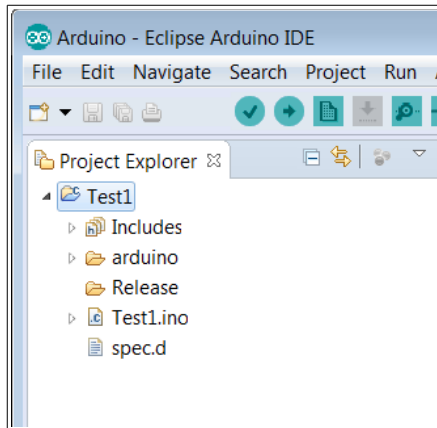 Arduino - Eclipse Arduino IDE
File Edit Navigate Search Project Run
Project Explorer
Test1
Includes
arduino
Release
Test1.ino
spec.d